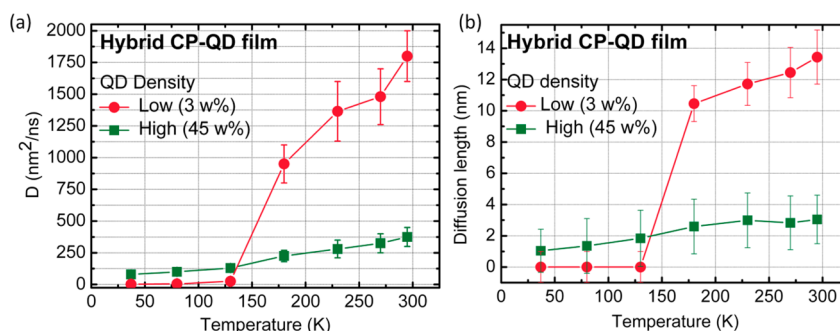 (a)
Hybrid CP-QD film
QD Density
Low (3 w%)
High (45 w%)
D (nm²/ns)
2000
1750
1500
1250
1000
750
500
250
0
0 50 100 150 200 250 300
Temperature (K)
(b)
Hybrid CP-QD film
QD density
Low (3 w%)
High (45 w%)
Diffusion length (nm)
14
12
10
8
6
4
2
0
0 50 100 150 200 250 300
Temperature (K)